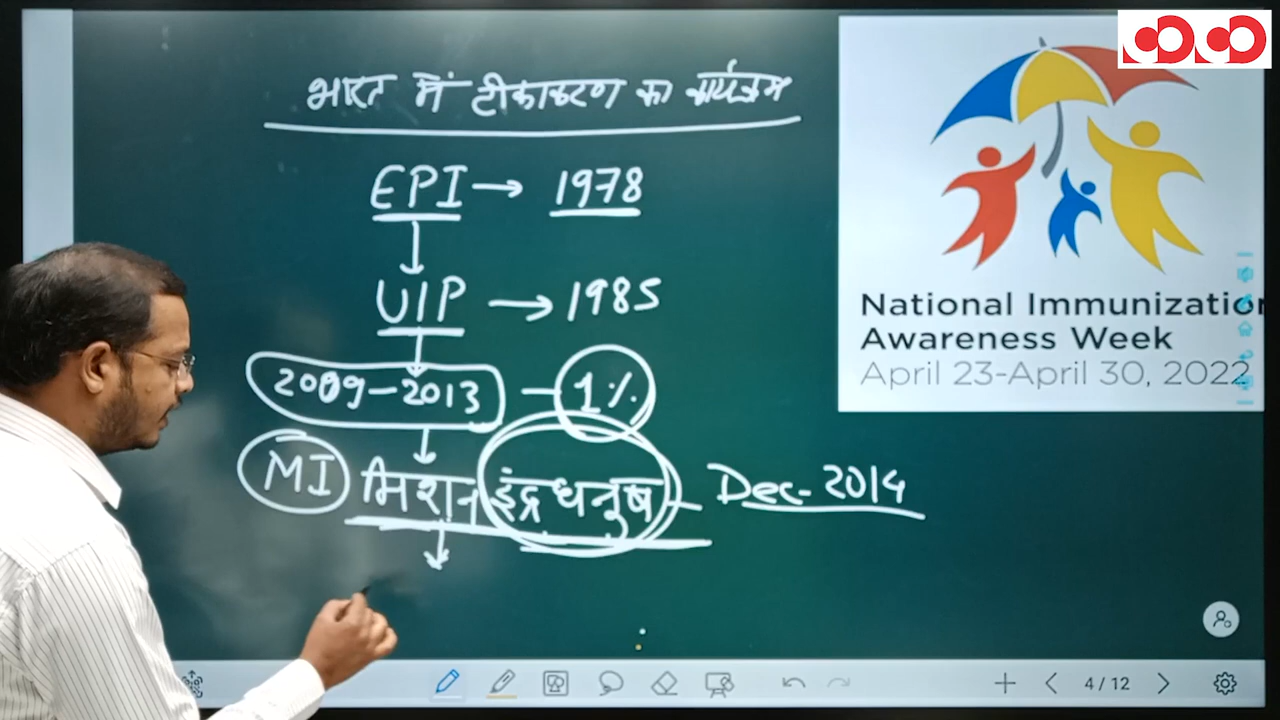 भारत में टीकाकरण का कार्यक्रम
EPI → 1978
UIP → 1985
2009-2013 - 1%
MI मिशन इंद्रधनुष - Dec-2014
National Immunization
Awareness Week
April 23-April 30, 2022
4/12